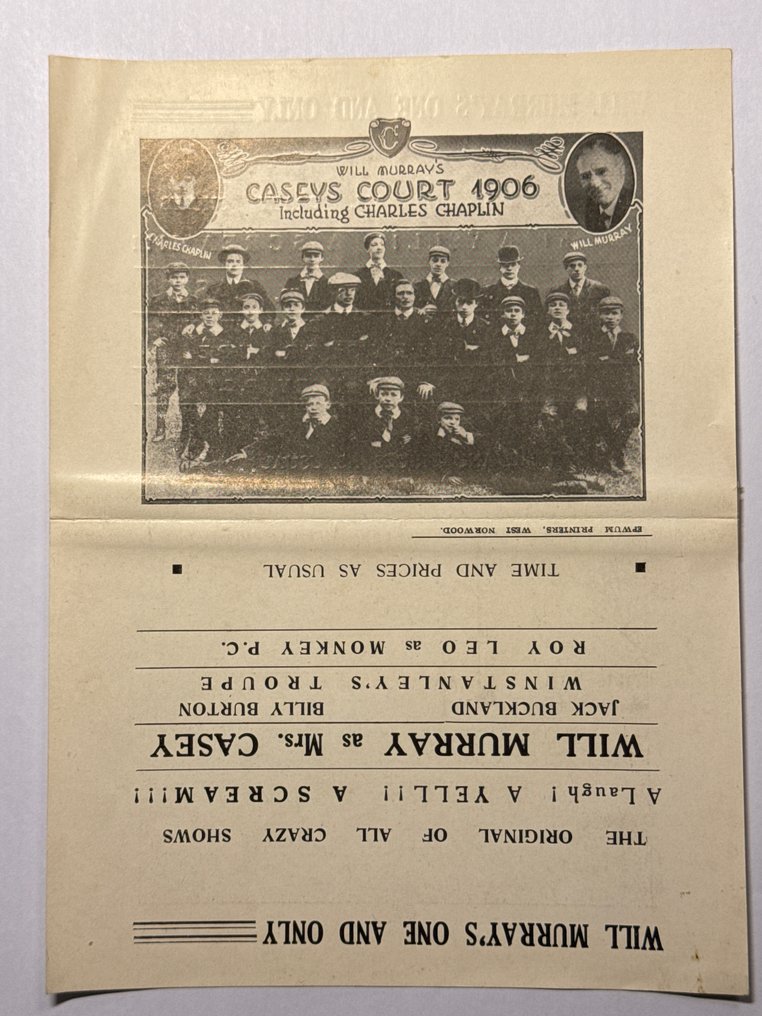 C
WILL MURRAY'S
CASEYS COURT 1906
Including CHARLES CHAPLIN
CHARLES CHAPLIN
WILL MURRAY
WILL MURRAY'S ONE AND ONLY
THE ORIGINAL OF ALL CRAZY SHOWS
A Laugh! A YELL!! A SCREAM!!!
WILL MURRAY as Mrs. CASEY
JACK BUCKLAND BILLY BURTON
WINSTANLEY'S TROUPE
ROY LEO as MONKEY P.C.
TIME AND PRICES AS USUAL
EPWUM PRINTERS, WEST NORWOOD.